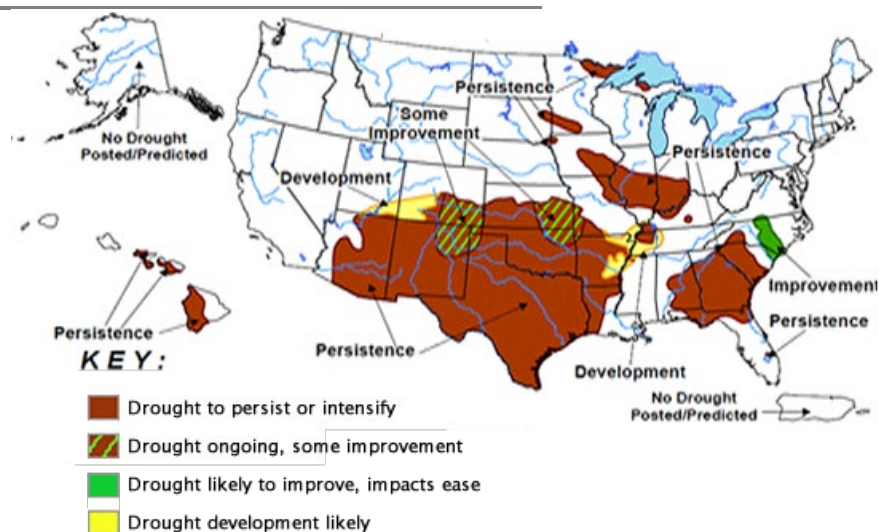 Persistence
Some
Improvement
No Drought
Posted/Predicted
Persistence
Development
Improvement
Persistence
Persistence
KEY:
Persistence
Development
No Drought
Posted/Predicted
Drought to persist or intensify
Drought ongoing, some improvement
Drought likely to improve, impacts ease
Drought development likely